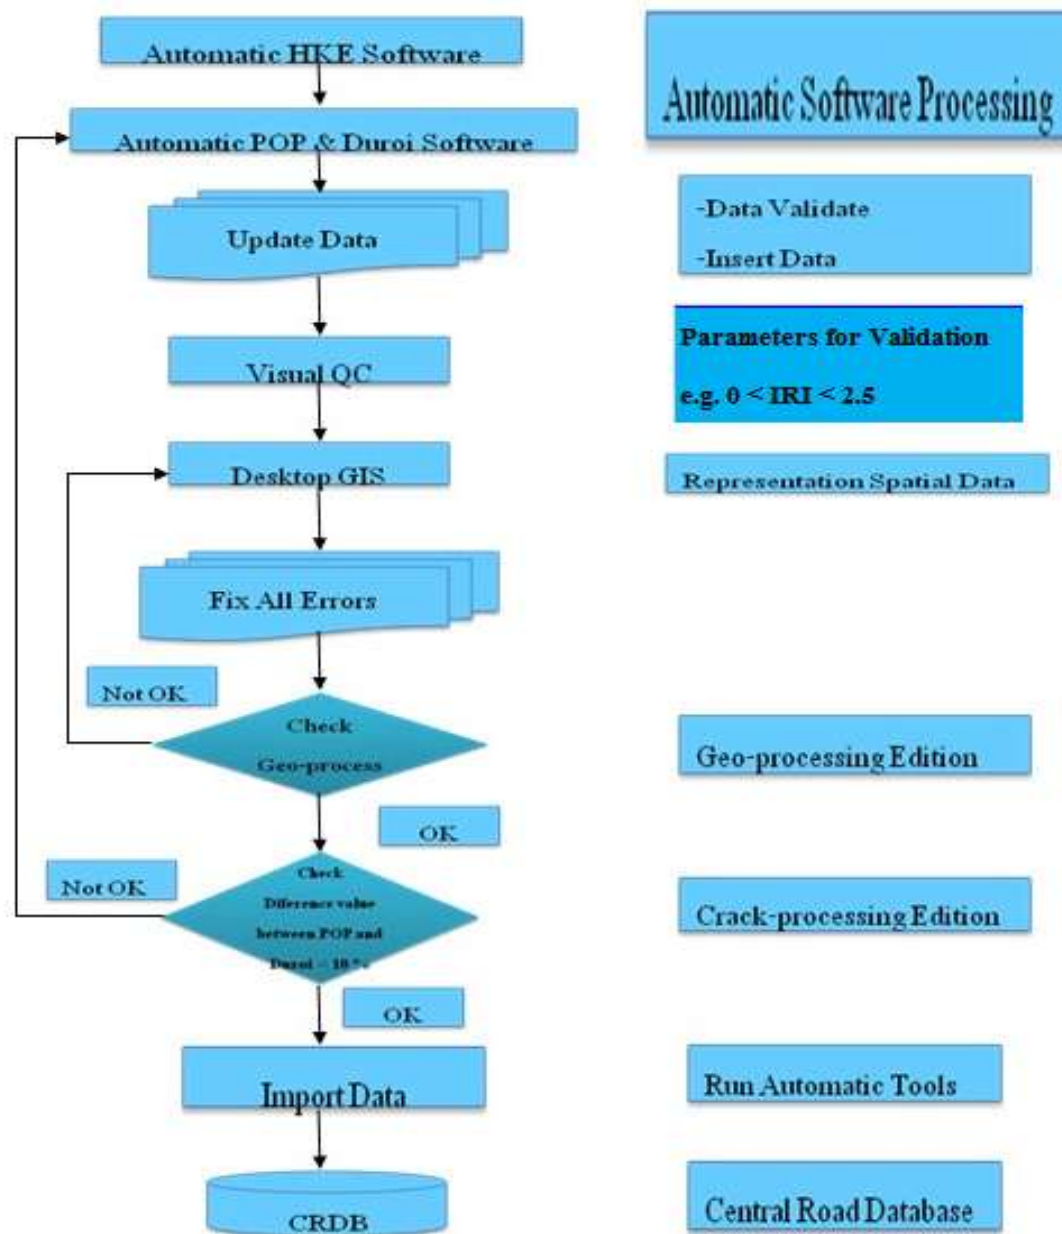 Automatic HKE Software
Automatic Software Processing
Automatic POP & Duroi Software
Update Data
-Data Validate
-Insert Data
Visual QC
Parameters for Validation
e.g. 0 < IRI < 2.5
Desktop GIS
Representation Spatial Data
Fix All Errors
Not OK
Check
Geo-process
Geo-processing Edition
OK
Not OK
Check
Diference value
between POP and
Duroi 10 %
Crack-processing Edition
OK
Import Data
Run Automatic Tools
CRDB
Central Road Database